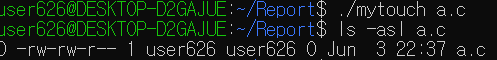 user626@DESKTOP-D2GAJUE:~/Report$ ./mytouch a.c
user626@DESKTOP-D2GAJUE:~/Report$ ls -asl a.c
0 -rw-rw-r-- 1 user626 user626 0 Jun  3 22:37 a.c